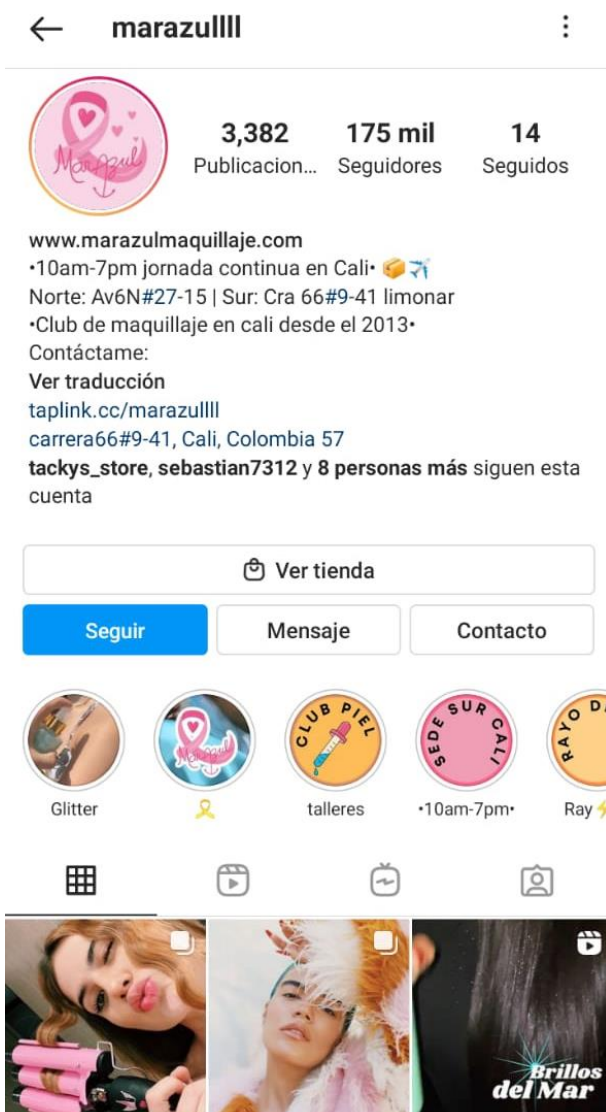 marazullll
3,382
175 mil
14
Publicacion...
Seguidores
Seguidos
MarAzul
www.marazulmaquillaje.com
•10am-7pm jornada continua en Cali• 📦✈️
Norte: Av6N#27-15 | Sur: Cra 66#9-41 limonar
•Club de maquillaje en cali desde el 2013•
Contáctame:
Ver traducción
taplink.cc/marazullll
carrera66#9-41, Cali, Colombia 57
tackys_store, sebastian7312 y 8 personas más siguen esta
cuenta
Ver tienda
Seguir
Mensaje
Contacto
MarAzul
CLUB PIEL
SEDE SUR CALI
RAYO D
Glitter
🎗️
talleres
•10am-7pm•
Ray⚡
Brillos
del Mar